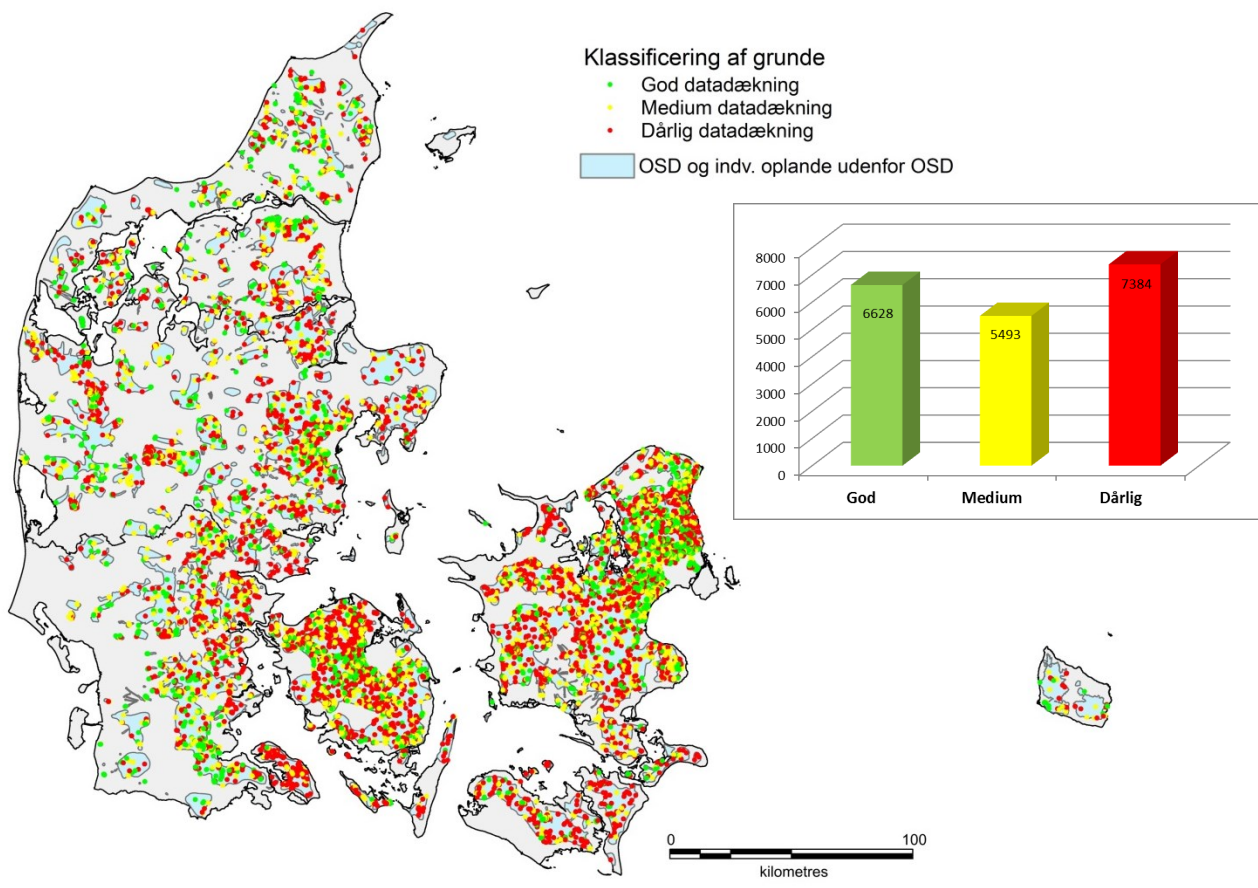 Klassificering af grunde
God datadækning
Medium datadækning
Dårlig datadækning
OSD og indv. oplande udenfor OSD
8000
7000
6000
5000
4000
3000
2000
1000
0
6628
5493
7384
God Medium Dårlig
0 100
kilometres